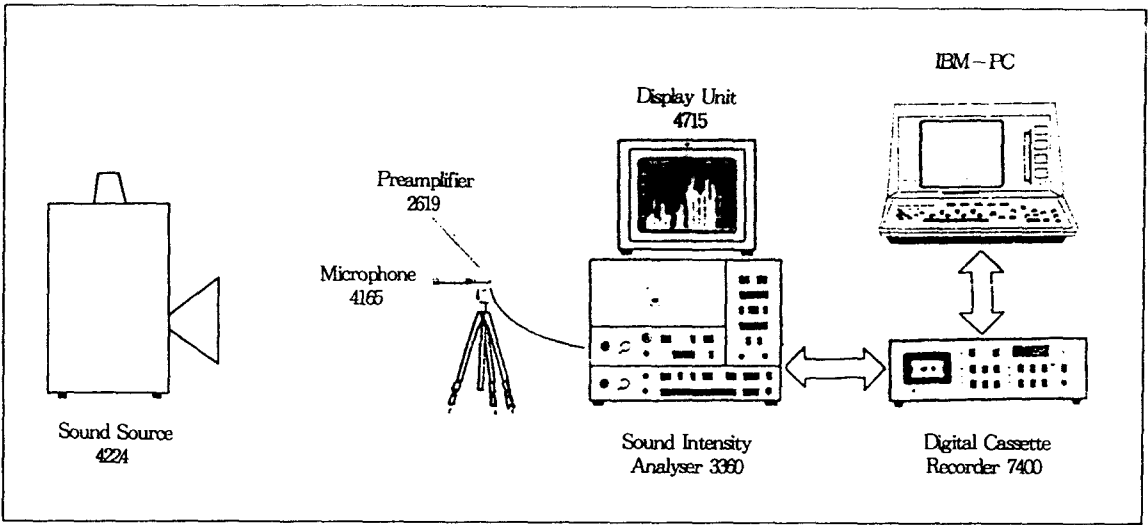 IBM-PC
Display Unit
4715
Preamplifier
2619
Microphone
4165
Sound Source
4224
Sound Intensity
Analyser 3360
Digital Cassette
Recorder 7400